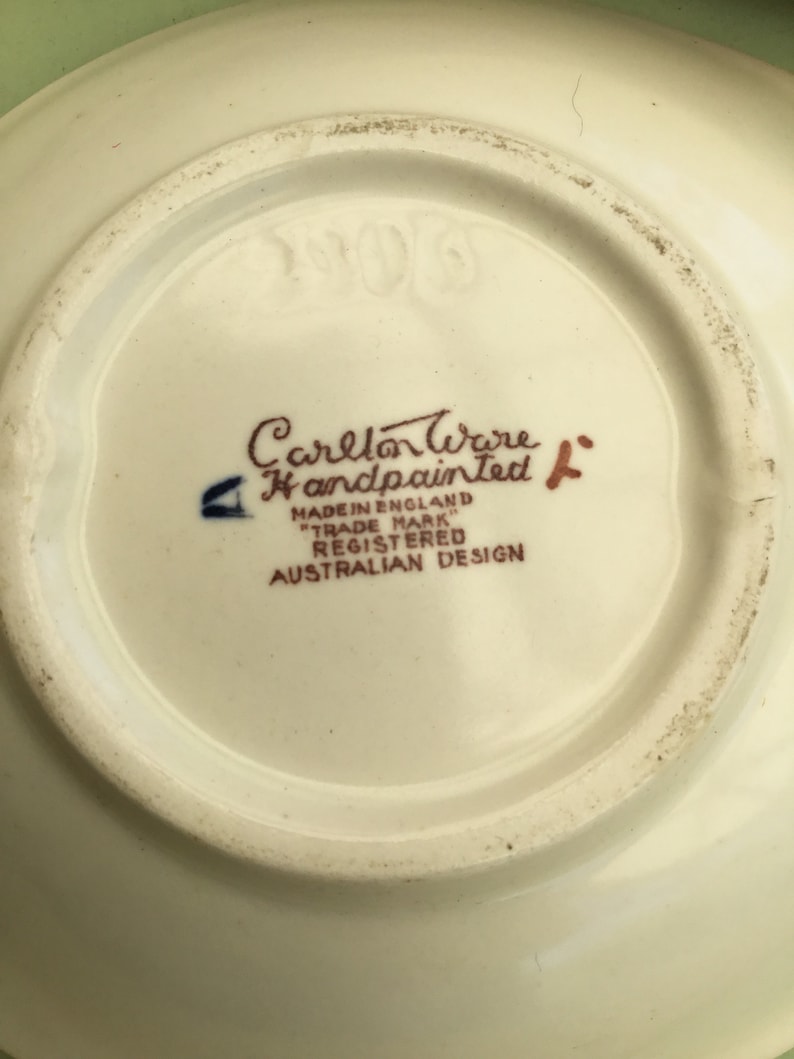 Carlton Ware
Handpainted
MADE IN ENGLAND
"TRADE MARK"
REGISTERED
AUSTRALIAN DESIGN